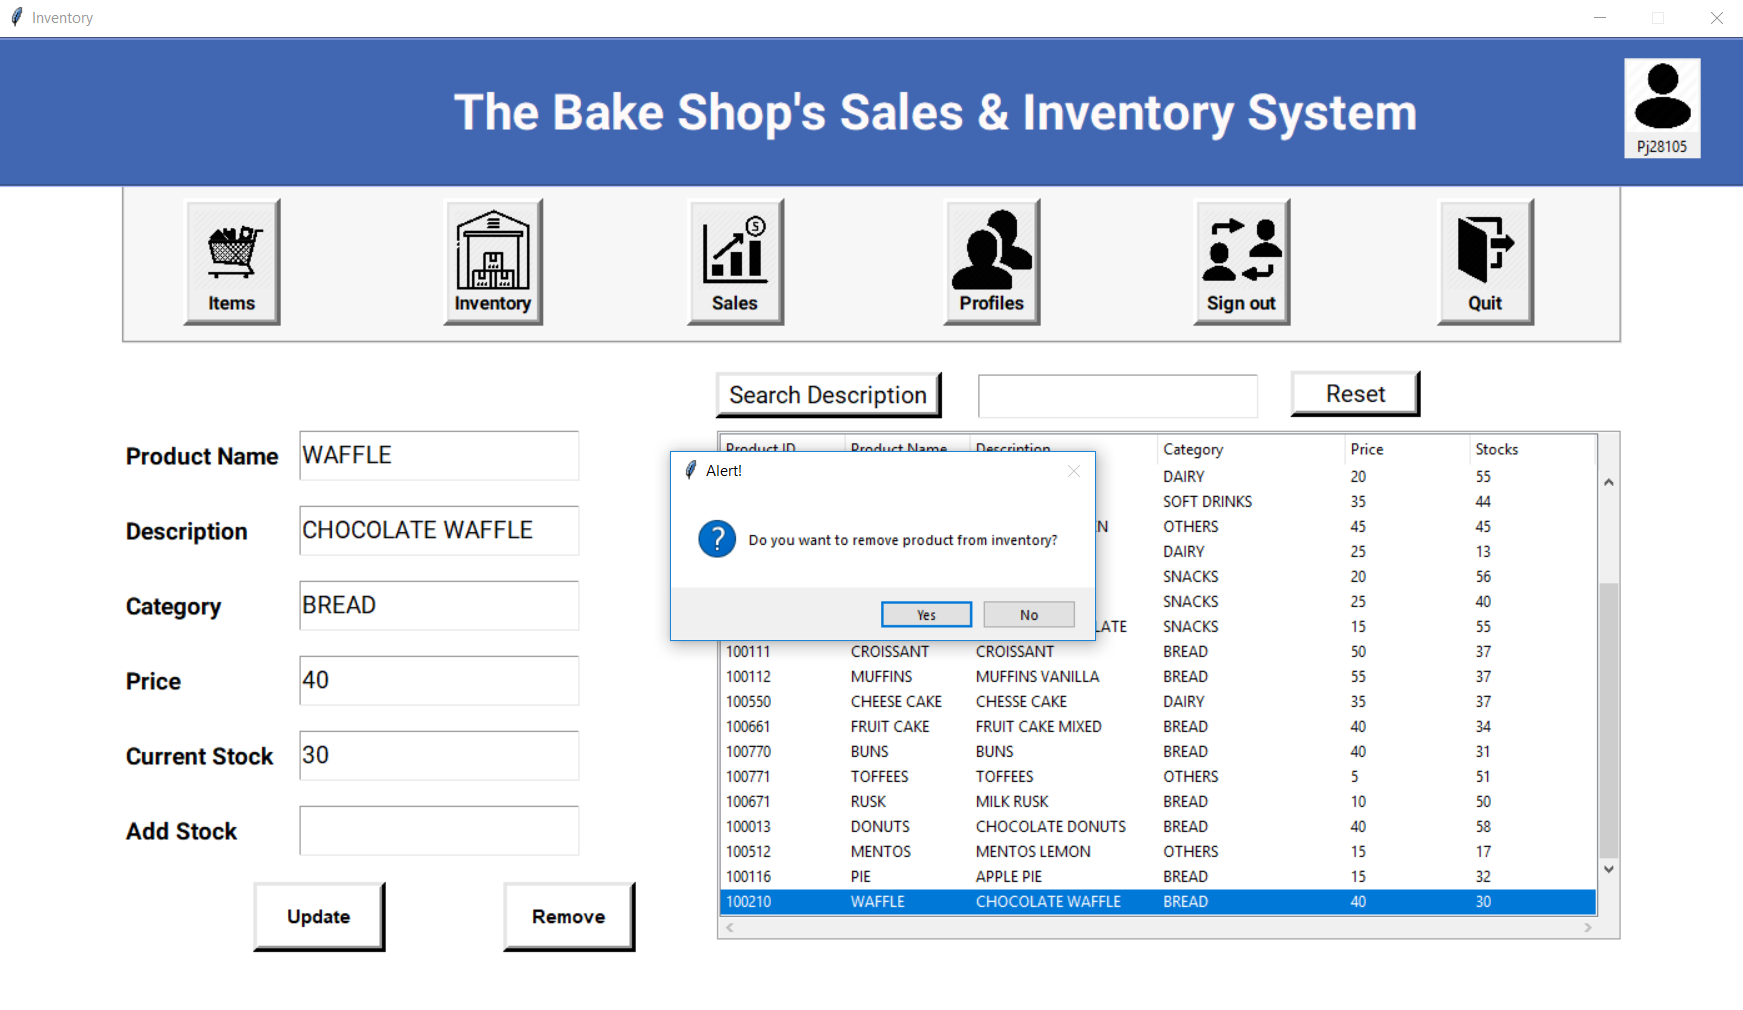 Inventory
The Bake Shop's Sales & Inventory System
Pj28105
Items Inventory Sales Profiles Sign out Quit
Search Description Reset
Product Name WAFFLE
Description CHOCOLATE WAFFLE
Category BREAD
Price 40
Current Stock 30
Add Stock
Update Remove
Product ID Product Name Description Category Price Stocks
DAIRY 20 55
SOFT DRINKS 35 44
OTHERS 45 45
DAIRY 25 13
SNACKS 20 56
SNACKS 25 40
SNACKS 15 55
100111 CROISSANT CROISSANT BREAD 50 37
100112 MUFFINS MUFFINS VANILLA BREAD 55 37
100550 CHEESE CAKE CHESSE CAKE DAIRY 35 37
100661 FRUIT CAKE FRUIT CAKE MIXED BREAD 40 34
100770 BUNS BUNS BREAD 40 31
100771 TOFFEES TOFFEES OTHERS 5 51
100671 RUSK MILK RUSK BREAD 10 50
100013 DONUTS CHOCOLATE DONUTS BREAD 40 58
100512 MENTOS MENTOS LEMON OTHERS 15 17
100116 PIE APPLE PIE BREAD 15 32
100210 WAFFLE CHOCOLATE WAFFLE BREAD 40 30
Alert!
Do you want to remove product from inventory?
Yes No